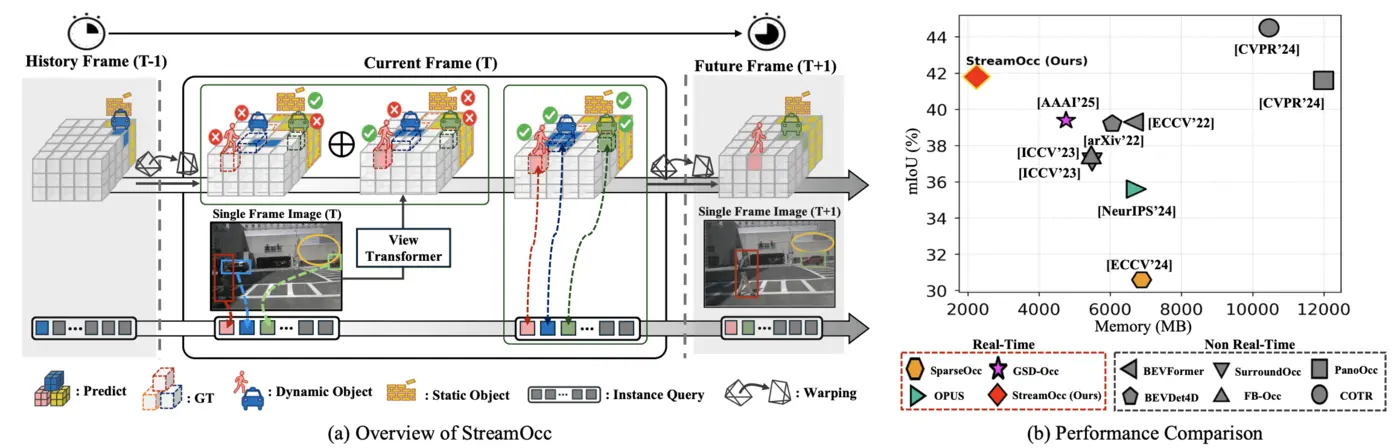 History Frame (T-1)
Current Frame (T)
Future Frame (T+1)
Single Frame Image (T)
View
Transformer
Single Frame Image (T+1)
: Predict
: GT
: Dynamic Object
: Static Object
: Instance Query
: Warping
(a) Overview of StreamOcc
mIoU (%)
44
42
40
38
36
34
32
30
2000
4000
6000
8000
10000
12000
Memory (MB)
[CVPR'24]
StreamOcc (Ours)
[CVPR'24]
[AAAI'25]
[ECCV'22]
[arXiv'22]
[ICCV'23]
[ICCV'23]
[NeurIPS'24]
[ECCV'24]
Real-Time
Non Real-Time
SparseOcc
GSD-Occ
BEVFormer
SurroundOcc
PanoOcc
OPUS
StreamOcc (Ours)
BEVDet4D
FB-Occ
COTR
(b) Performance Comparison